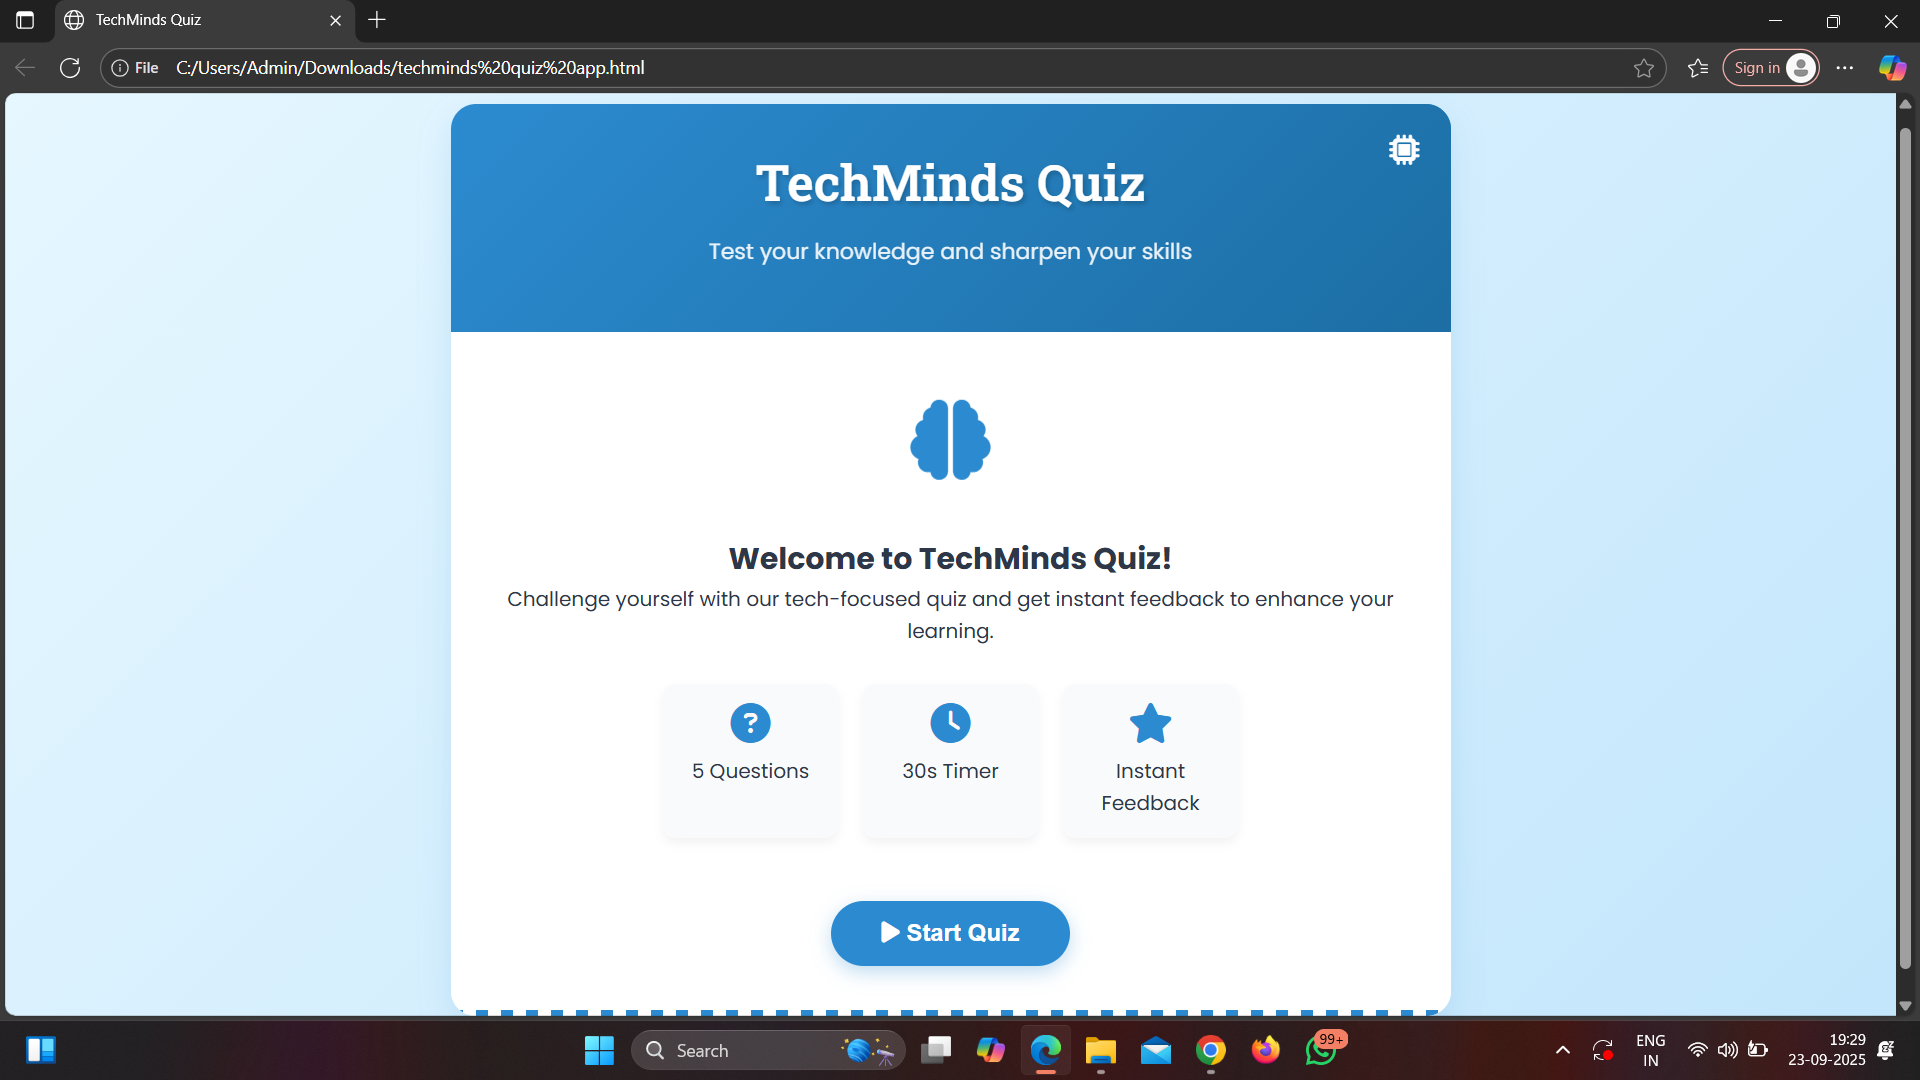 TechMinds Quiz
File C:/Users/Admin/Downloads/techminds%20quiz%20app.html
Sign in
TechMinds Quiz
Test your knowledge and sharpen your skills
Welcome to TechMinds Quiz!
Challenge yourself with our tech-focused quiz and get instant feedback to enhance your
learning.
?
5 Questions
30s Timer
Instant
Feedback
Start Quiz
Search
99+
ENG
IN
19:29
23-09-2025